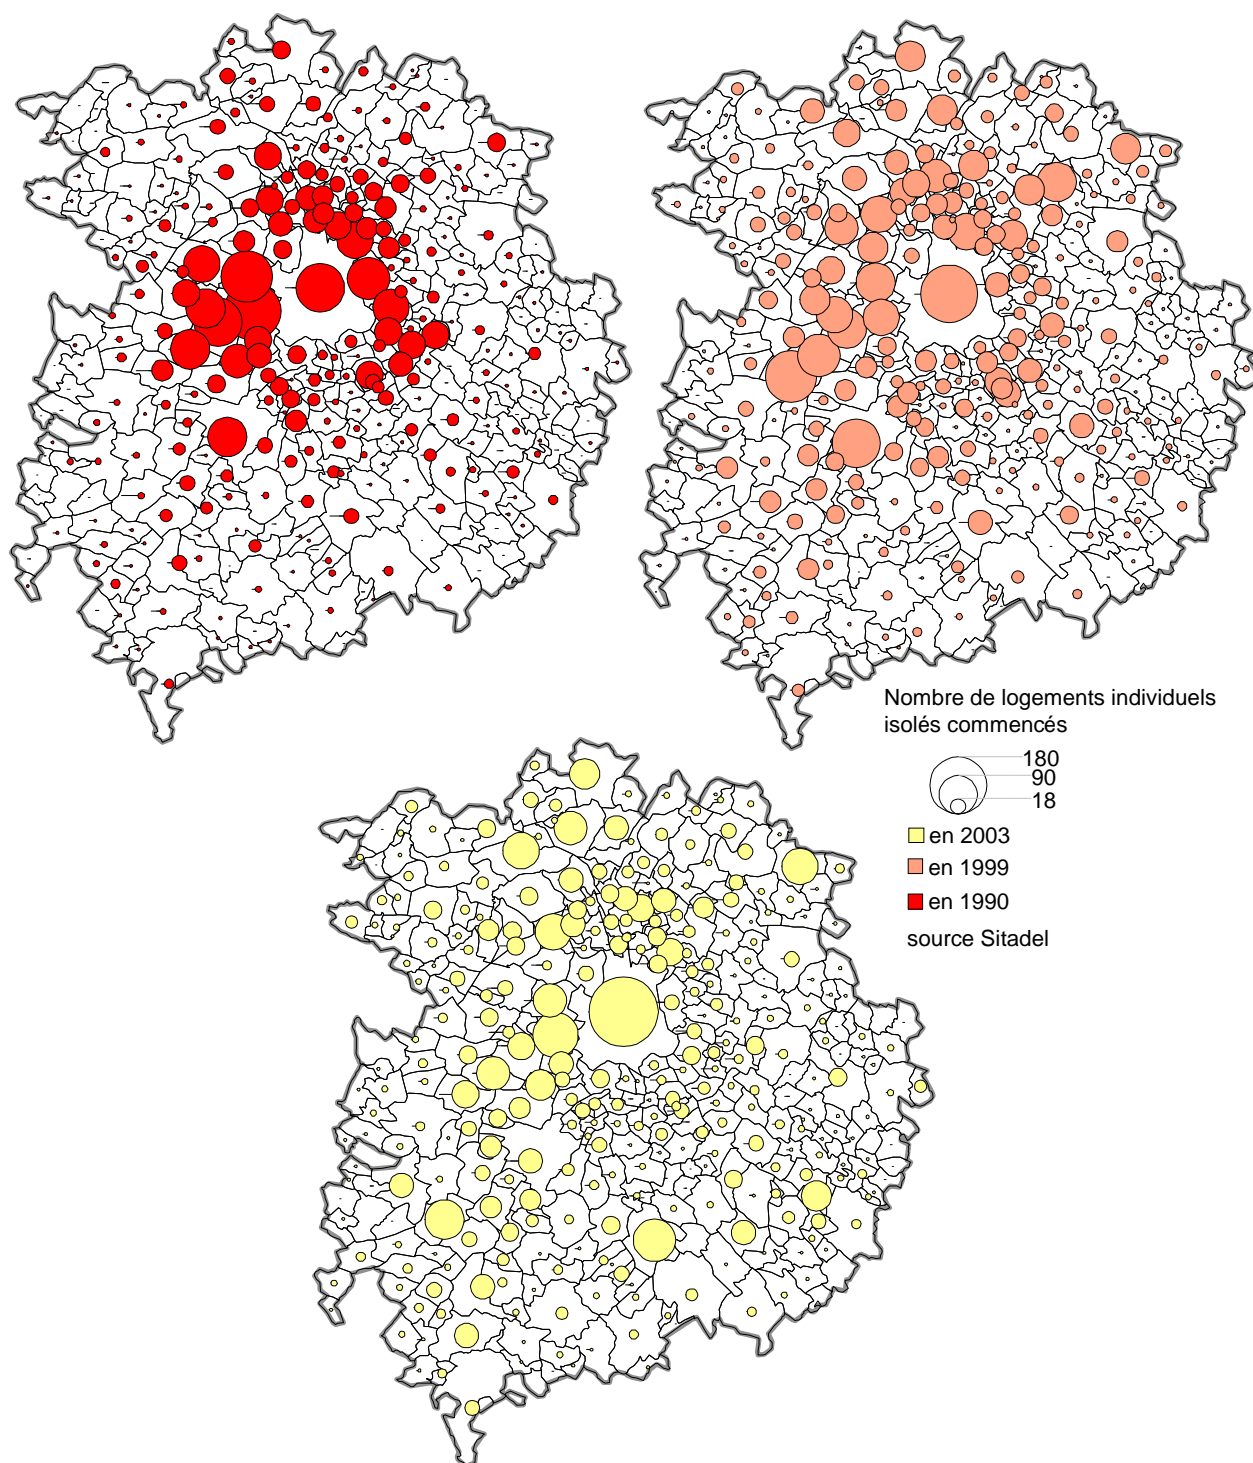 Nombre de logements individuels
isolés commencés
180
90
18
en 2003
en 1999
en 1990
source Sitadel